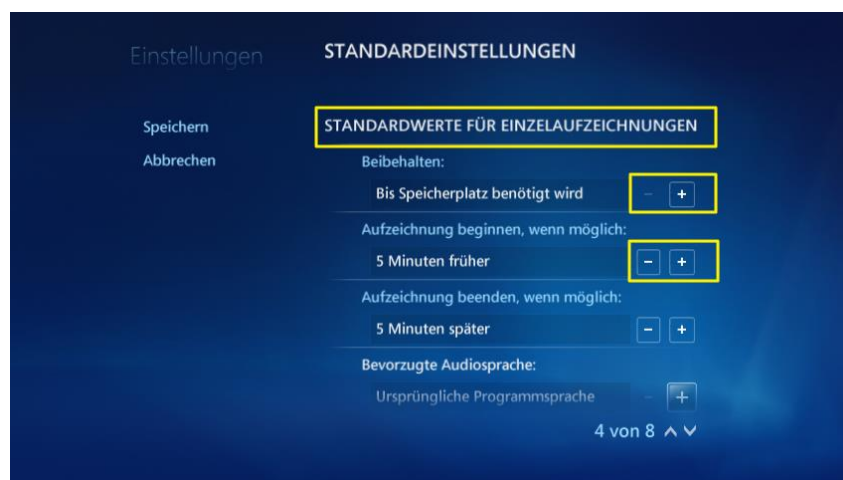 Einstellungen
STANDARDEINSTELLUNGEN
Speichern
Abbrechen
STANDARDWERTE FÜR EINZELAUFZEICHNUNGEN
Beibehalten:
Bis Speicherplatz benötigt wird - +
Aufzeichnung beginnen, wenn möglich:
5 Minuten früher - +
Aufzeichnung beenden, wenn möglich:
5 Minuten später - +
Bevorzugte Audiosprache:
Ursprüngliche Programmsprache - +
4 von 8